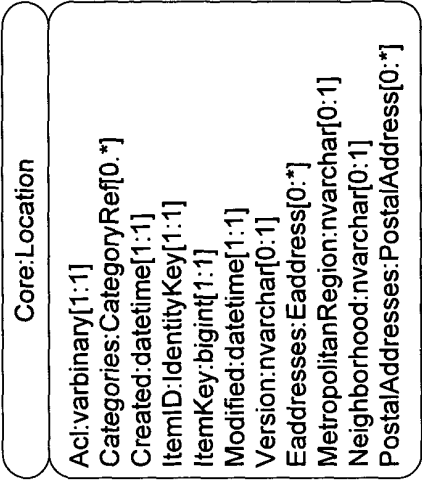 Core:Location
Acl:varbinary[1:1]
Categories:CategoryRef[0.*]
Created:datetime[1:1]
ItemID:IdentityKey[1:1]
ItemKey:bigint[1:1]
Modified:datetime[1:1]
Version:nvarchar[0:1]
Eaddresses:Eaddress[0:*]
MetropolitanRegion:nvarchar[0:1]
Neighborhood:nvarchar[0:1]
PostalAddresses:PostalAddress[0:*]